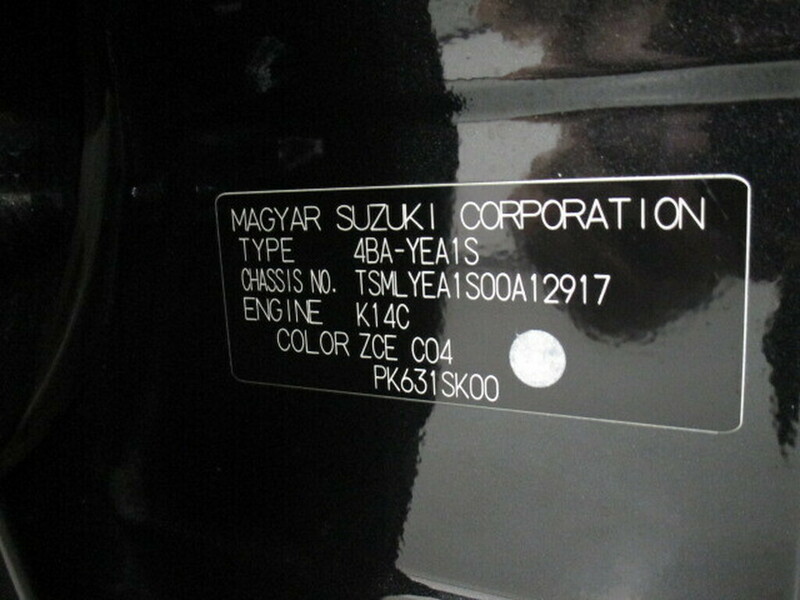 MAGYAR SUZUKI CORPORATION
TYPE 4BA-YEA1S
CHASSIS NO. TSMLYEA1S00A12917
ENGINE K14C
COLOR ZCE C04
PK631SK00